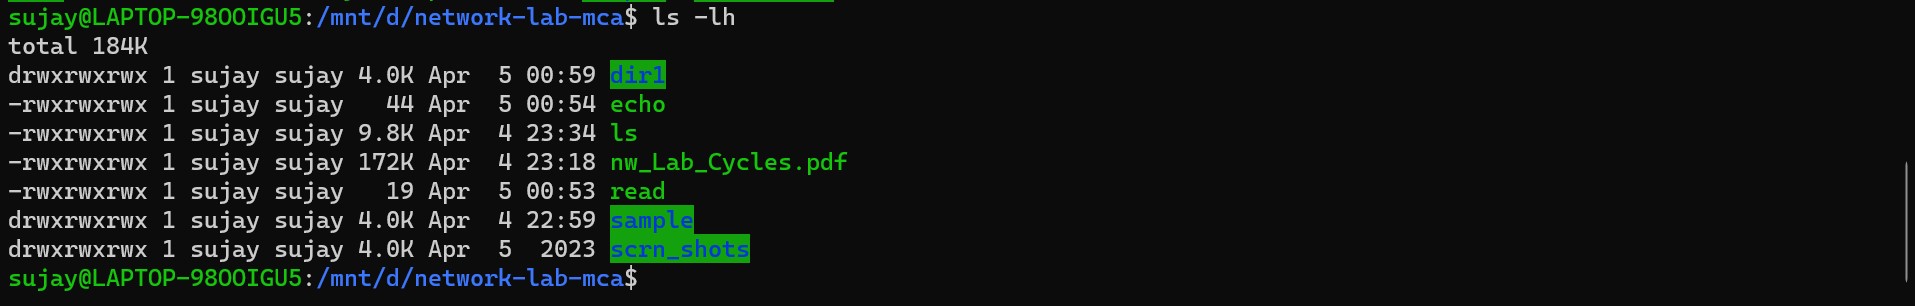 sujay@LAPTOP-98OOIGU5:/mnt/d/network-lab-mca$ ls -lh
total 184K
drwxrwxrwx 1 sujay sujay 4.0K Apr  5 00:59 dir1
-rwxrwxrwx 1 sujay sujay   44 Apr  5 00:54 echo
-rwxrwxrwx 1 sujay sujay 9.8K Apr  4 23:34 ls
-rwxrwxrwx 1 sujay sujay 172K Apr  4 23:18 nw_Lab_Cycles.pdf
-rwxrwxrwx 1 sujay sujay   19 Apr  5 00:53 read
drwxrwxrwx 1 sujay sujay 4.0K Apr  4 22:59 sample
drwxrwxrwx 1 sujay sujay 4.0K Apr  5  2023 scrn_shots
sujay@LAPTOP-98OOIGU5:/mnt/d/network-lab-mca$